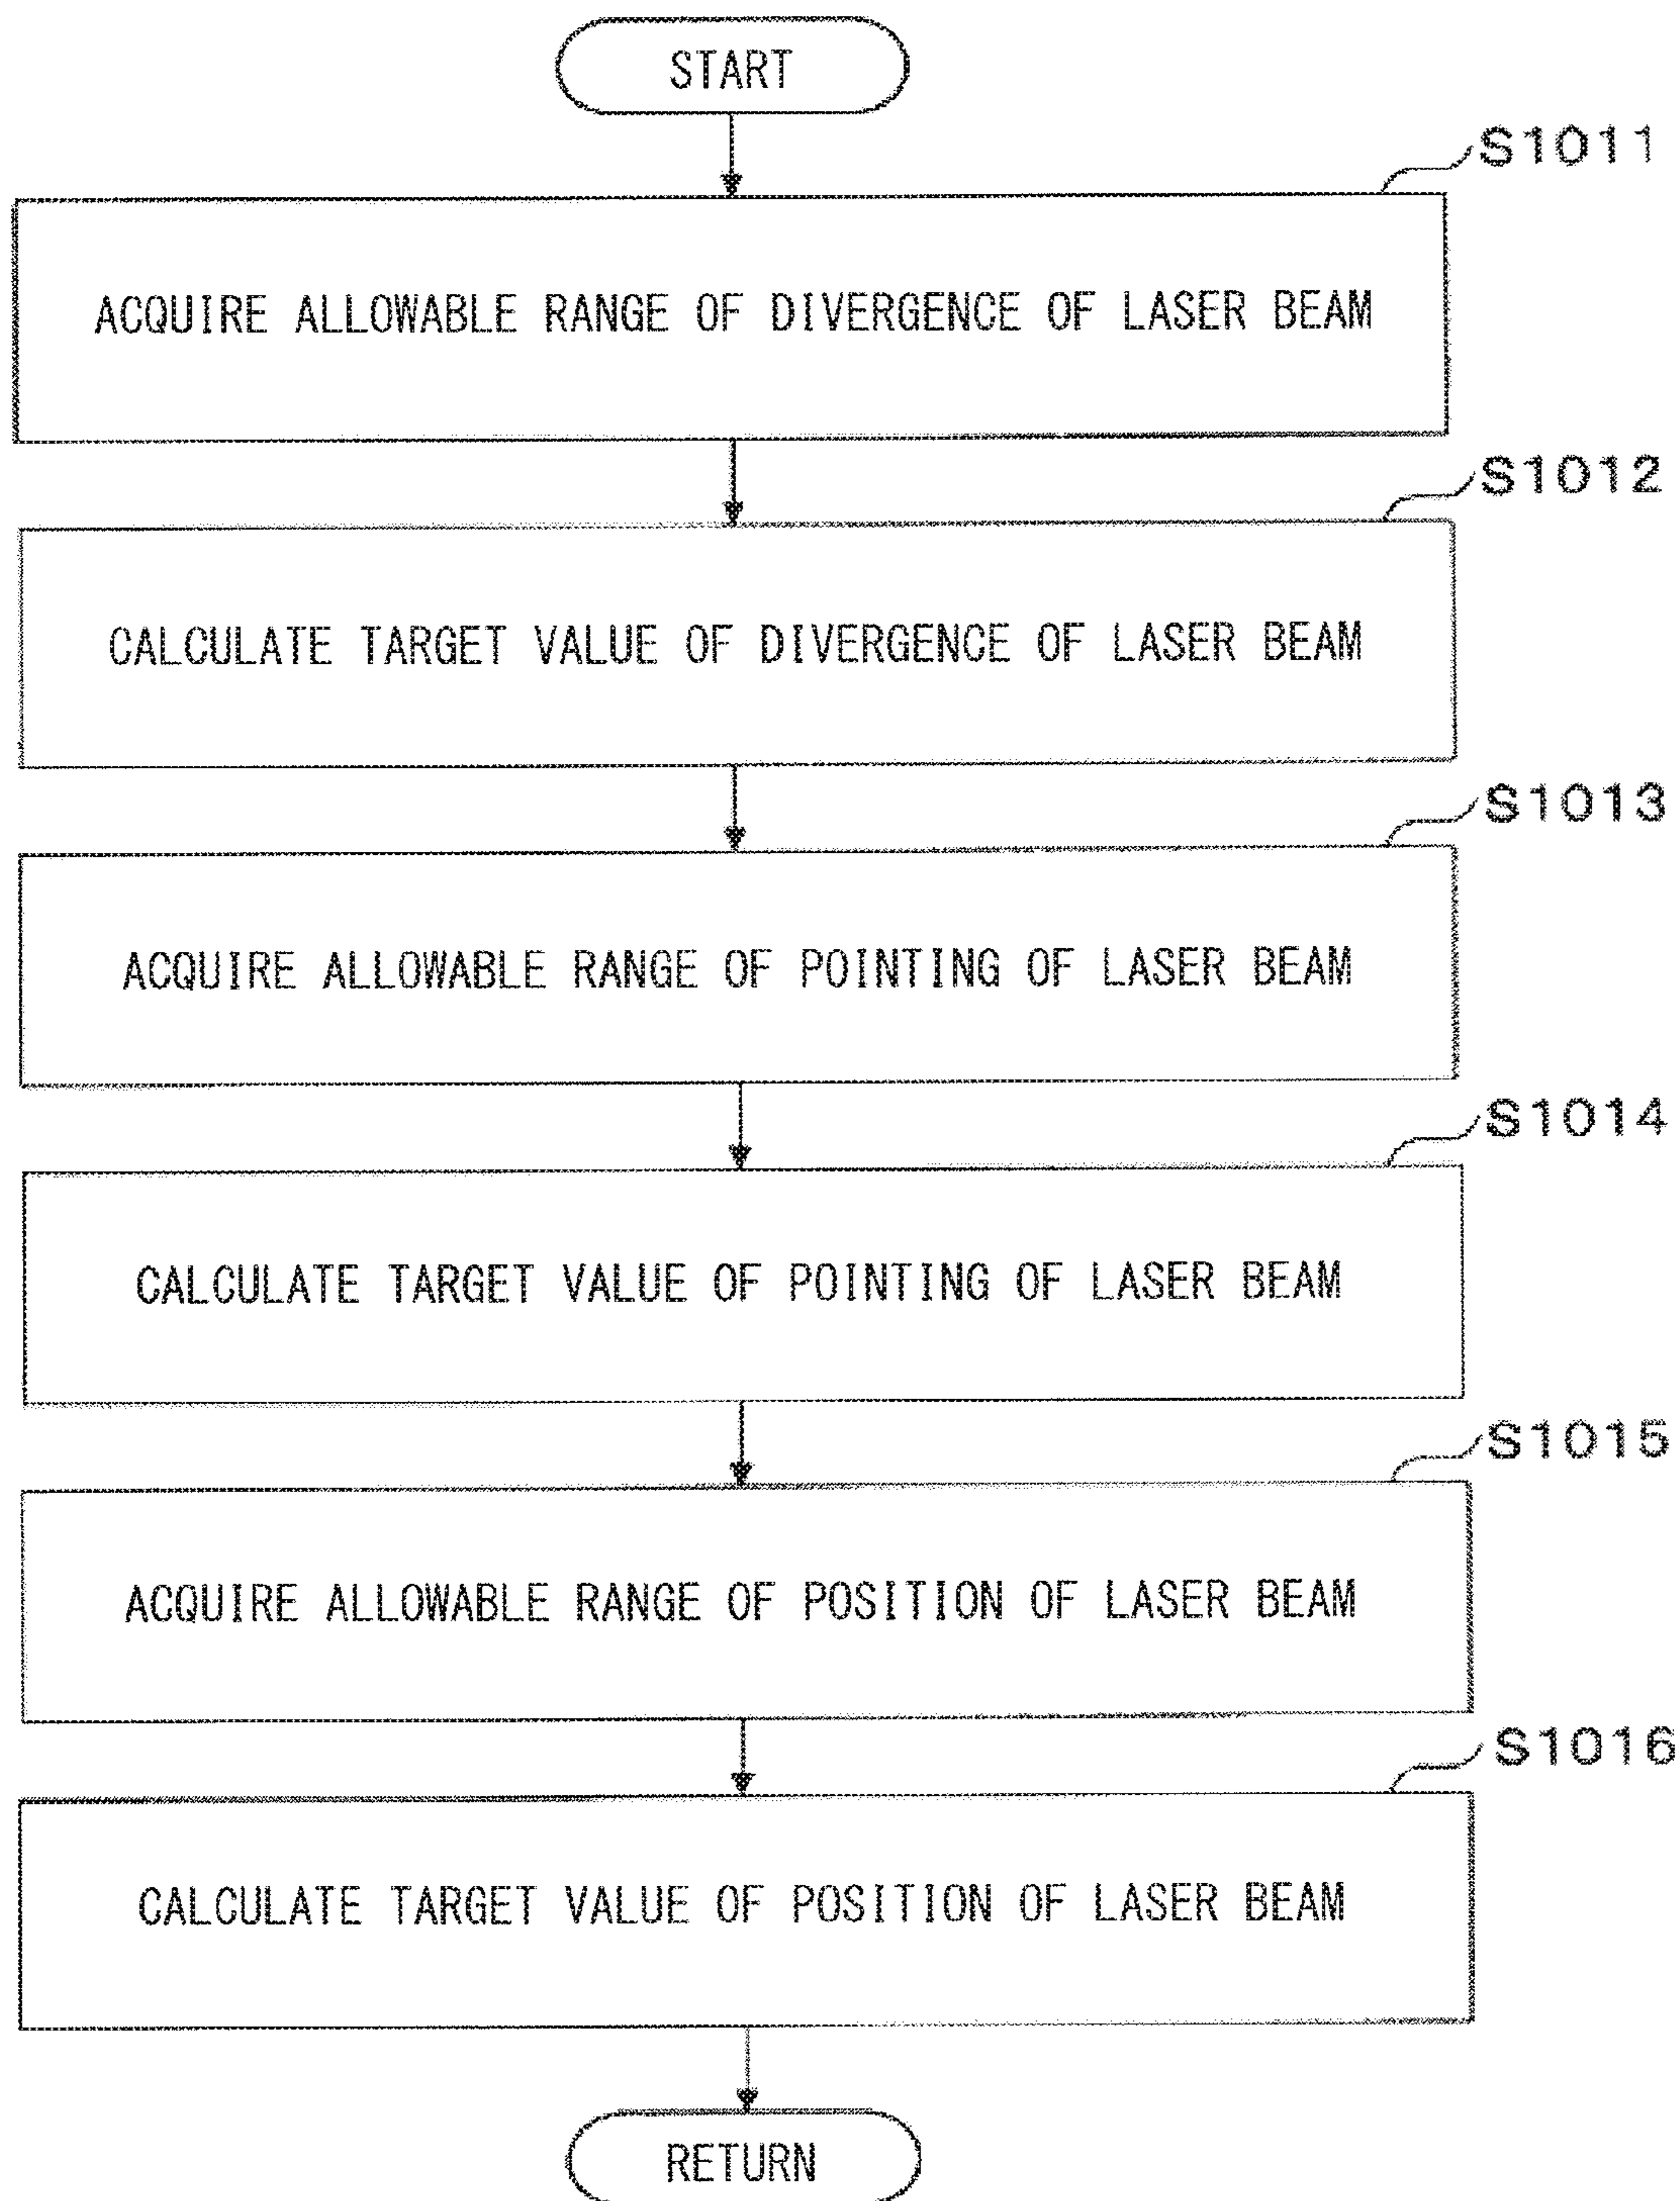 START
S1011
ACQUIRE ALLOWABLE RANGE OF DIVERGENCE OF LASER BEAM
S1012
CALCULATE TARGET VALUE OF DIVERGENCE OF LASER BEAM
S1013
ACQUIRE ALLOWABLE RANGE OF POINTING OF LASER BEAM
S1014
CALCULATE TARGET VALUE OF POINTING OF LASER BEAM
S1015
ACQUIRE ALLOWABLE RANGE OF POSITION OF LASER BEAM
S1016
CALCULATE TARGET VALUE OF POSITION OF LASER BEAM
RETURN